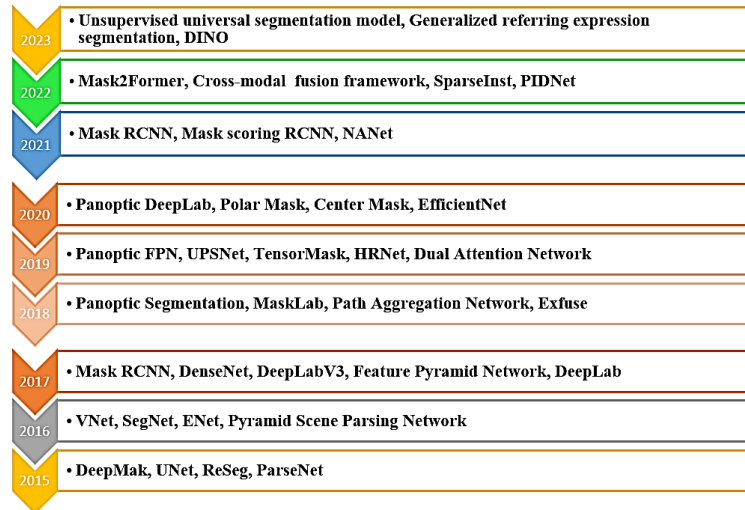 2023
• Unsupervised universal segmentation model, Generalized referring expression
segmentation, DINO
2022
• Mask2Former, Cross-modal fusion framework, SparseInst, PIDNet
2021
• Mask RCNN, Mask scoring RCNN, NANet
2020
• Panoptic DeepLab, Polar Mask, Center Mask, EfficientNet
2019
• Panoptic FPN, UPSNet, TensorMask, HRNet, Dual Attention Network
2018
• Panoptic Segmentation, MaskLab, Path Aggregation Network, Exfuse
2017
• Mask RCNN, DenseNet, DeepLabV3, Feature Pyramid Network, DeepLab
2016
• VNet, SegNet, ENet, Pyramid Scene Parsing Network
2015
• DeepMak, UNet, ReSeg, ParseNet